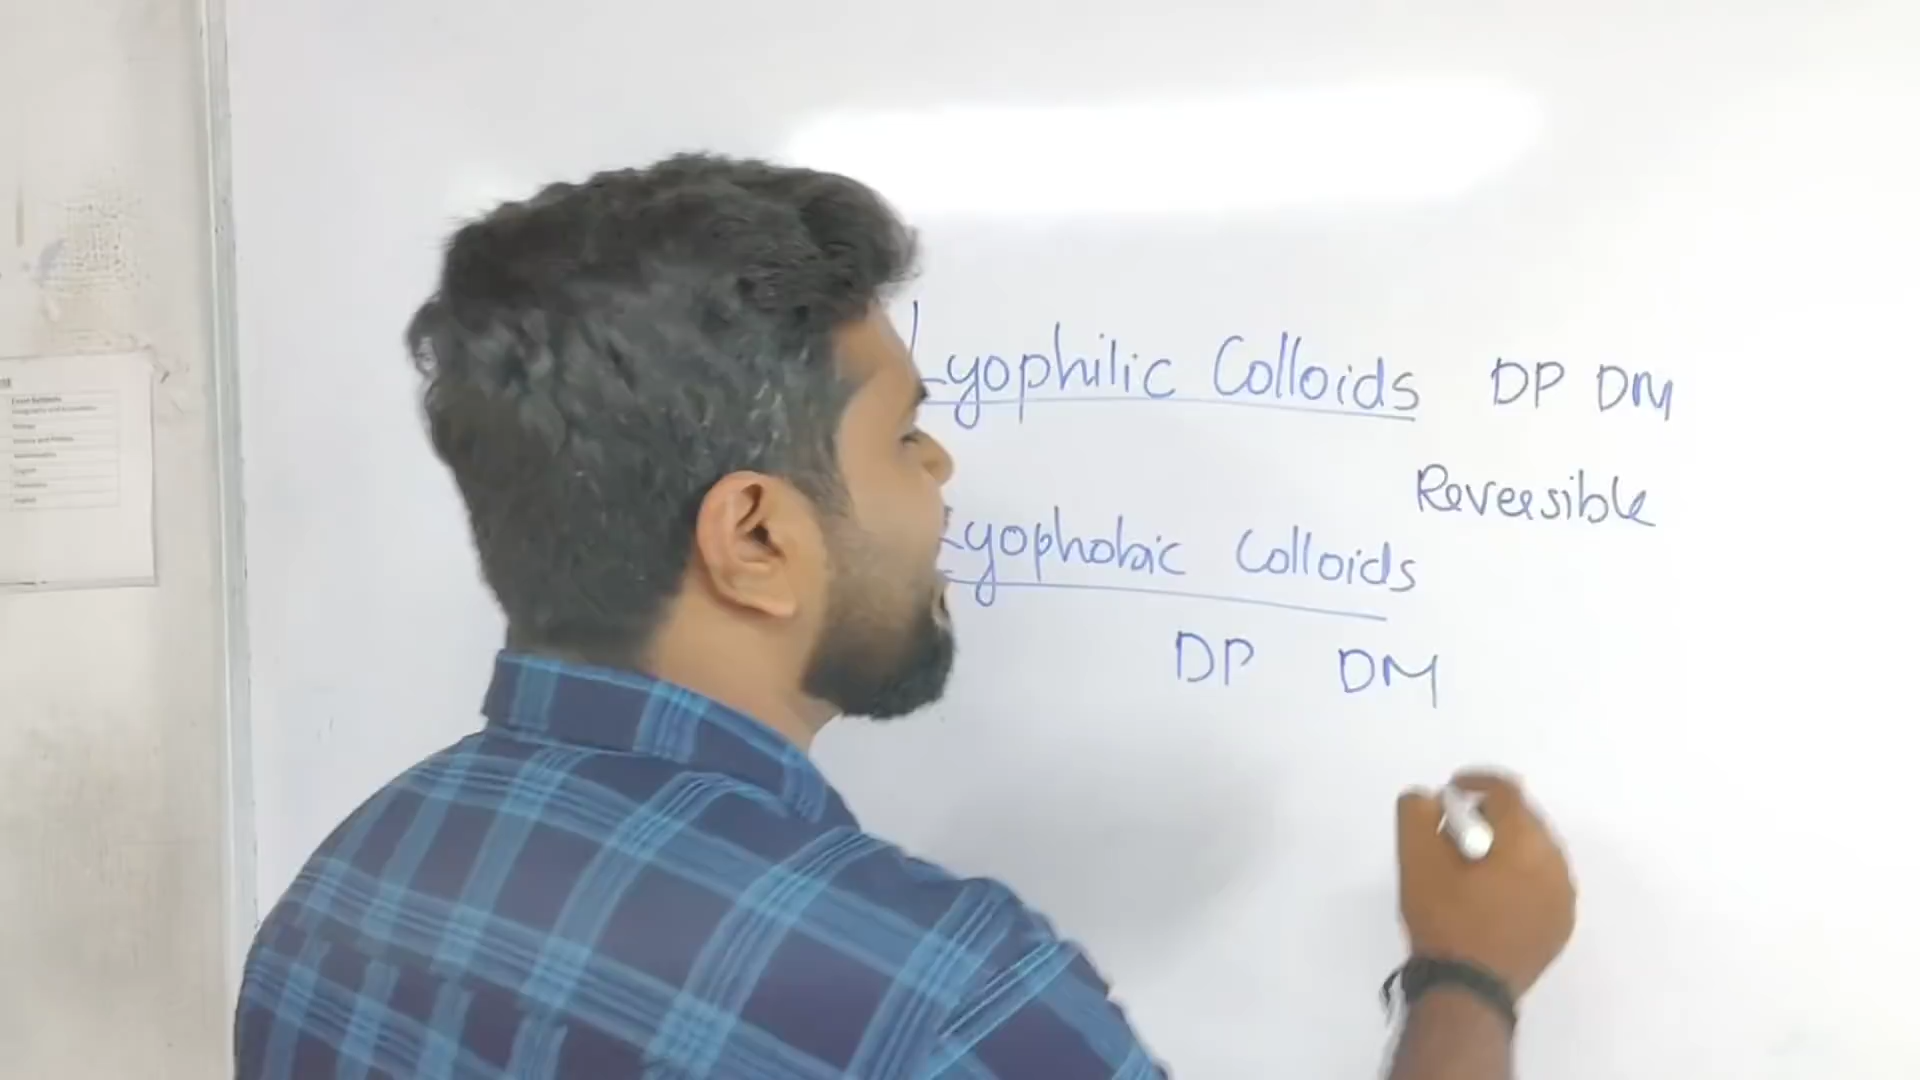 Lyophilic Colloids DP DM
Reversible
Lyophobic Colloids
DP DM